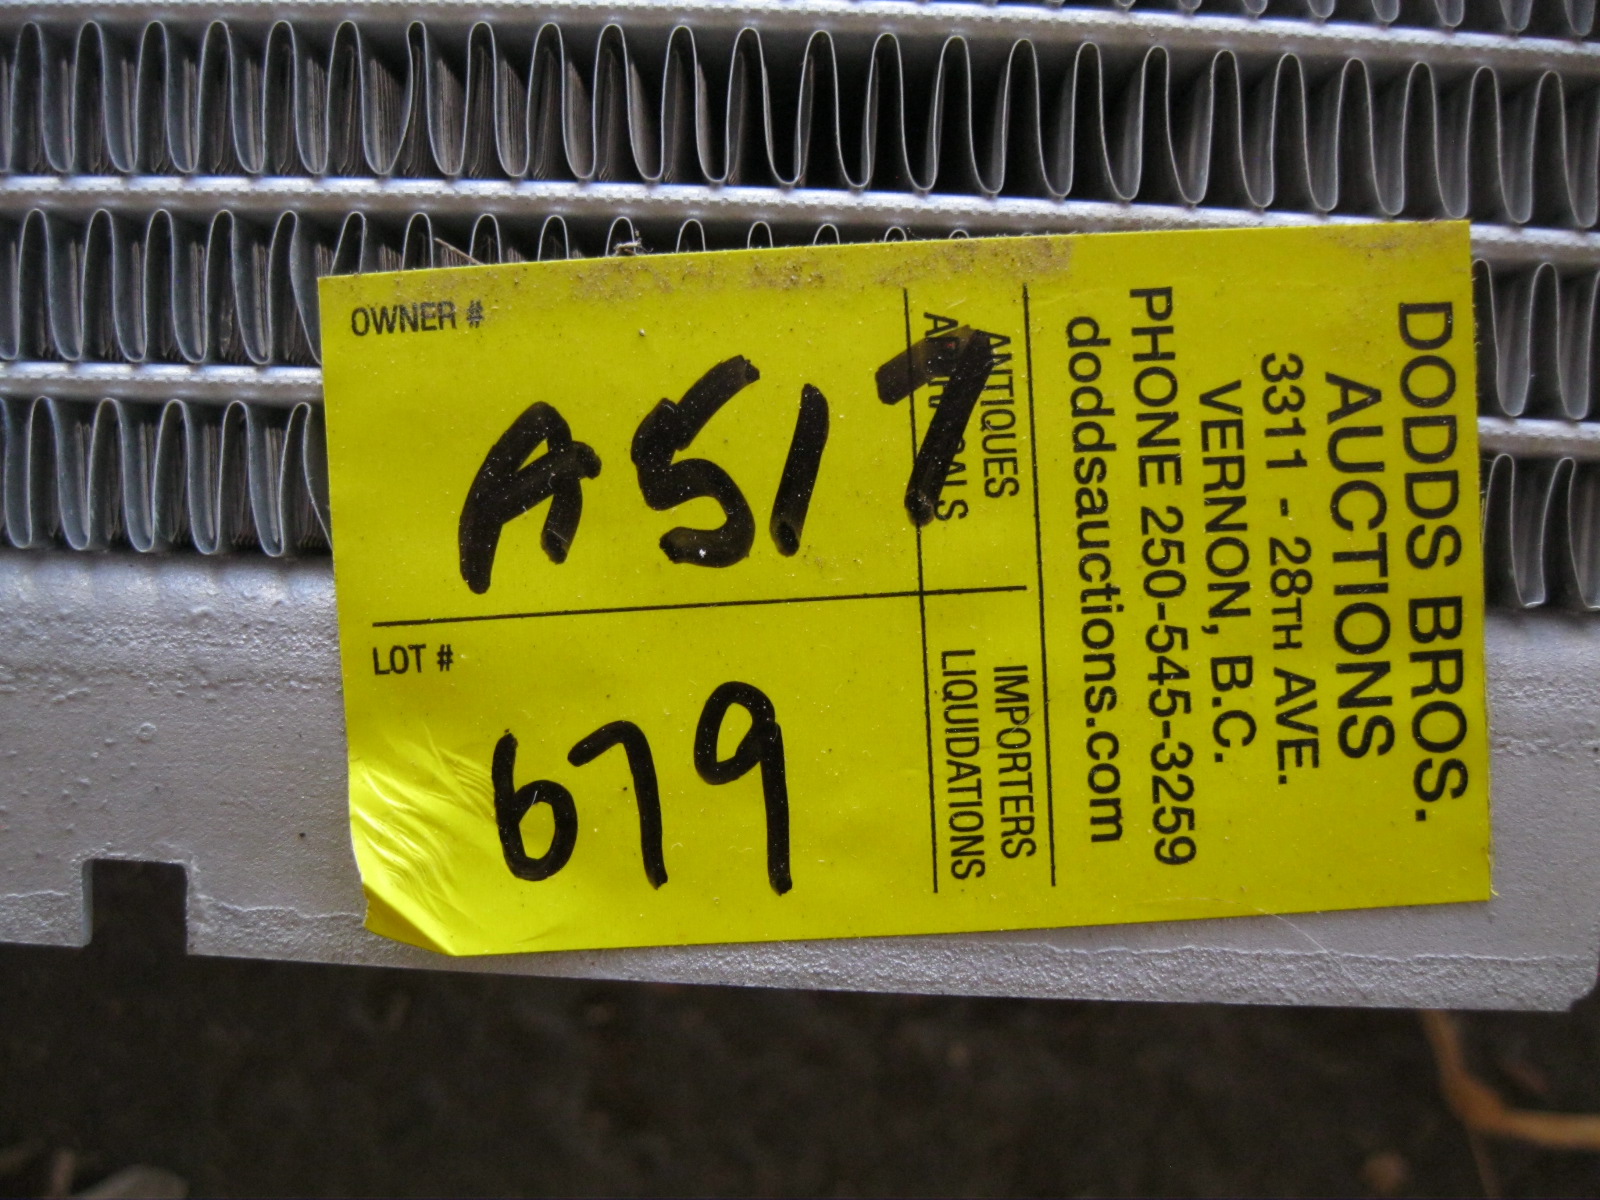 DODDS BROS.
AUCTIONS
3311 - 28TH AVE.
VERNON, B.C.
PHONE 250-545-3259
doddsauctions.com
ANTIQUES
IMPORTERS
LIQUIDATIONS
OWNER #
A517
LOT #
679